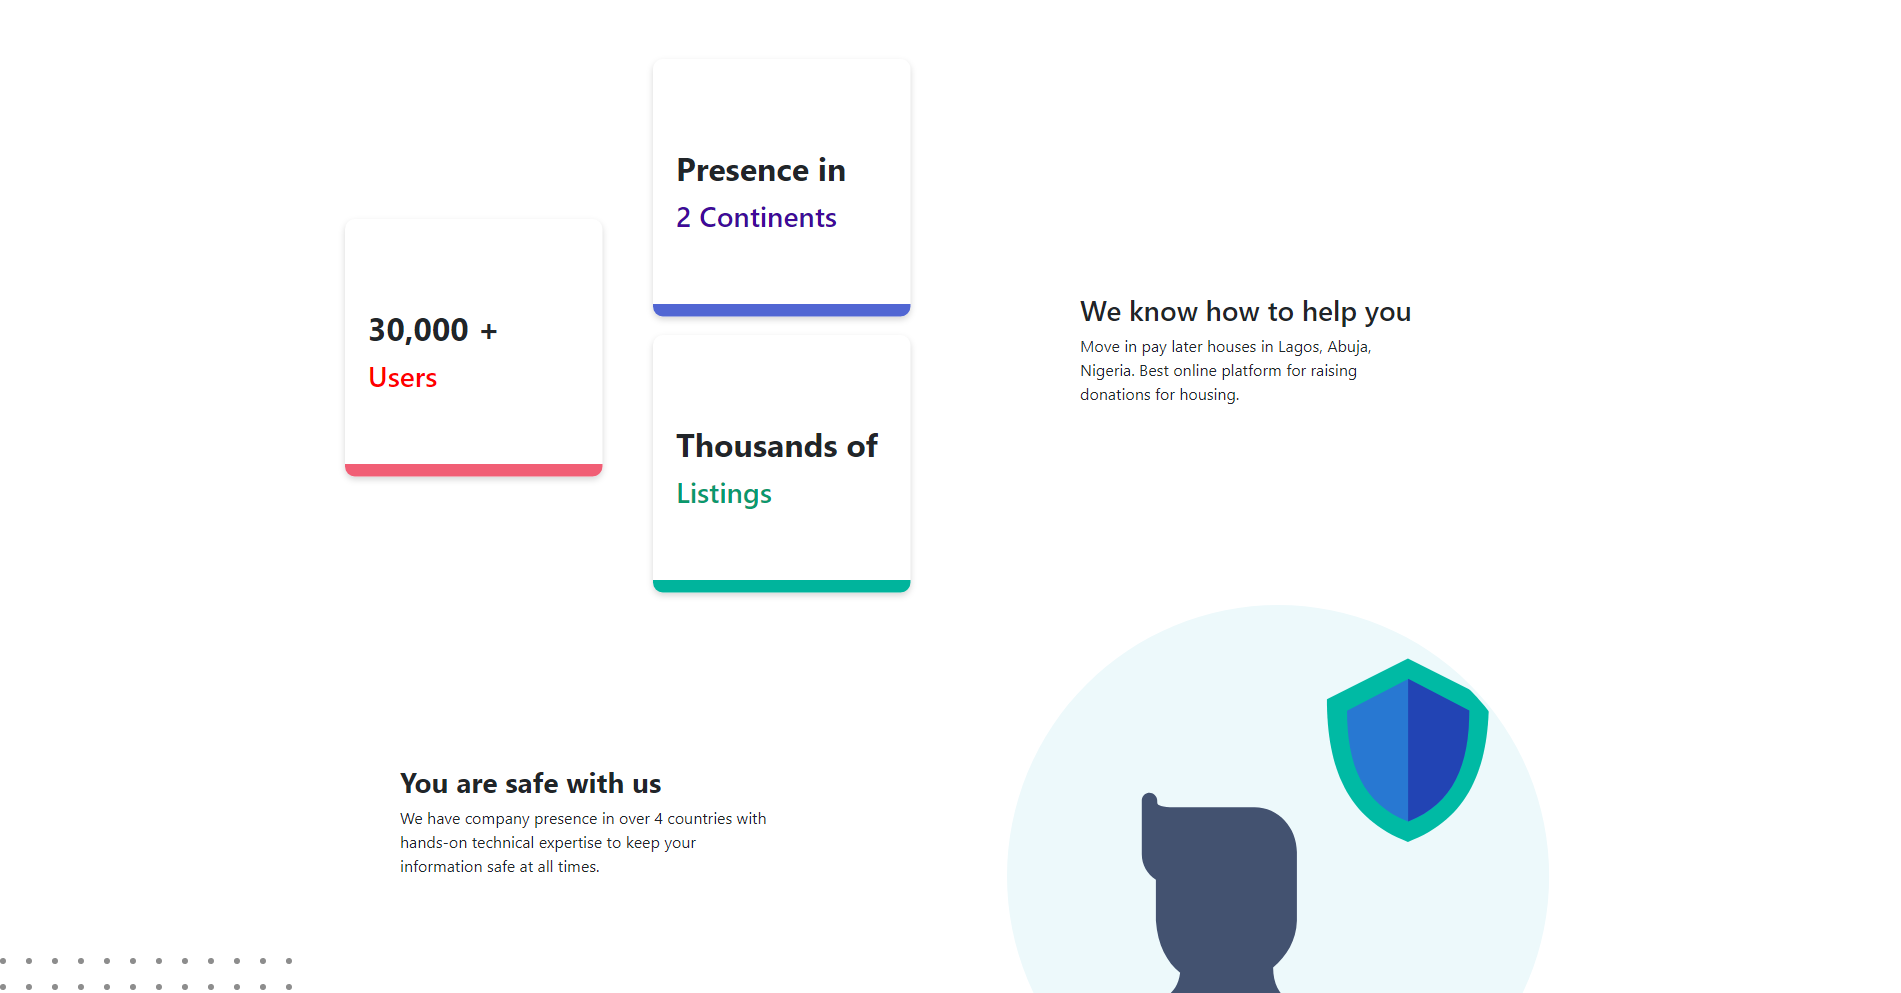 Presence in
2 Continents
30,000 +
Users
Thousands of
Listings
We know how to help you
Move in pay later houses in Lagos, Abuja,
Nigeria. Best online platform for raising
donations for housing.
You are safe with us
We have company presence in over 4 countries with
hands-on technical expertise to keep your
information safe at all times.